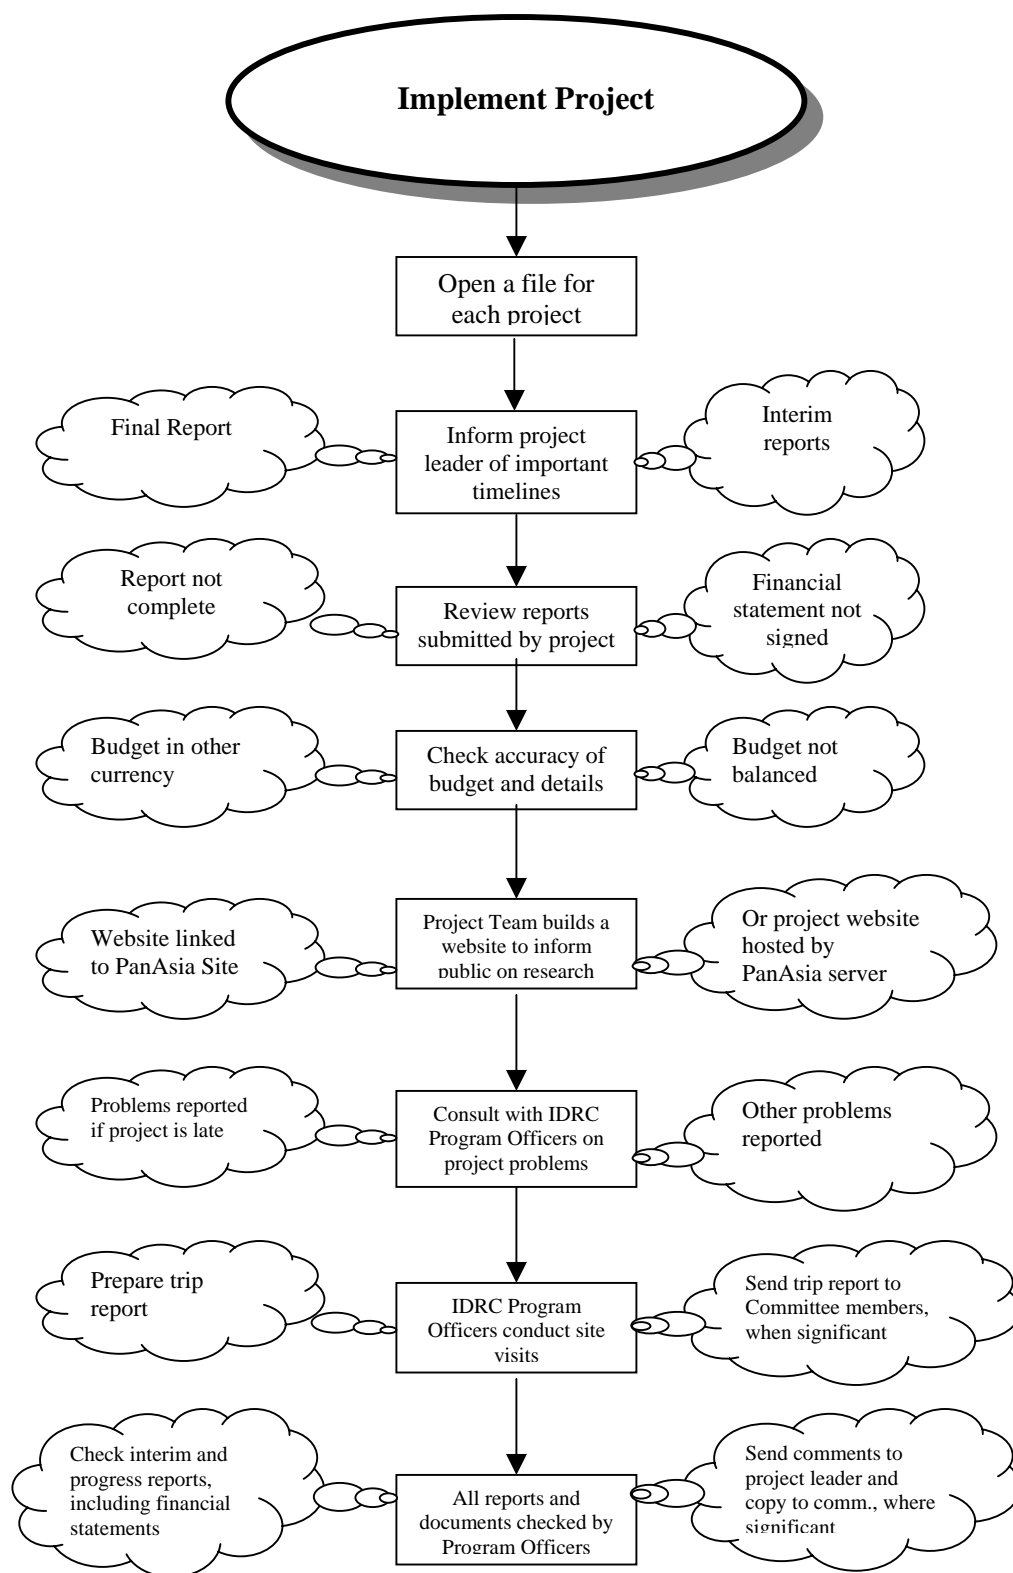 Implement Project
Open a file for
each project
Final Report
Inform project
leader of important
timelines
Interim
reports
Report not
complete
Review reports
submitted by project
Financial
statement not
signed
Budget in other
currency
Check accuracy of
budget and details
Budget not
balanced
Website linked
to PanAsia Site
Project Team builds a
website to inform
public on research
Or project website
hosted by
PanAsia server
Problems reported
if project is late
Consult with IDRC
Program Officers on
project problems
Other problems
reported
Prepare trip
report
IDRC Program
Officers conduct site
visits
Send trip report to
Committee members,
when significant
Check interim and
progress reports,
including financial
statements
All reports and
documents checked by
Program Officers
Send comments to
project leader and
copy to comm., where
significant